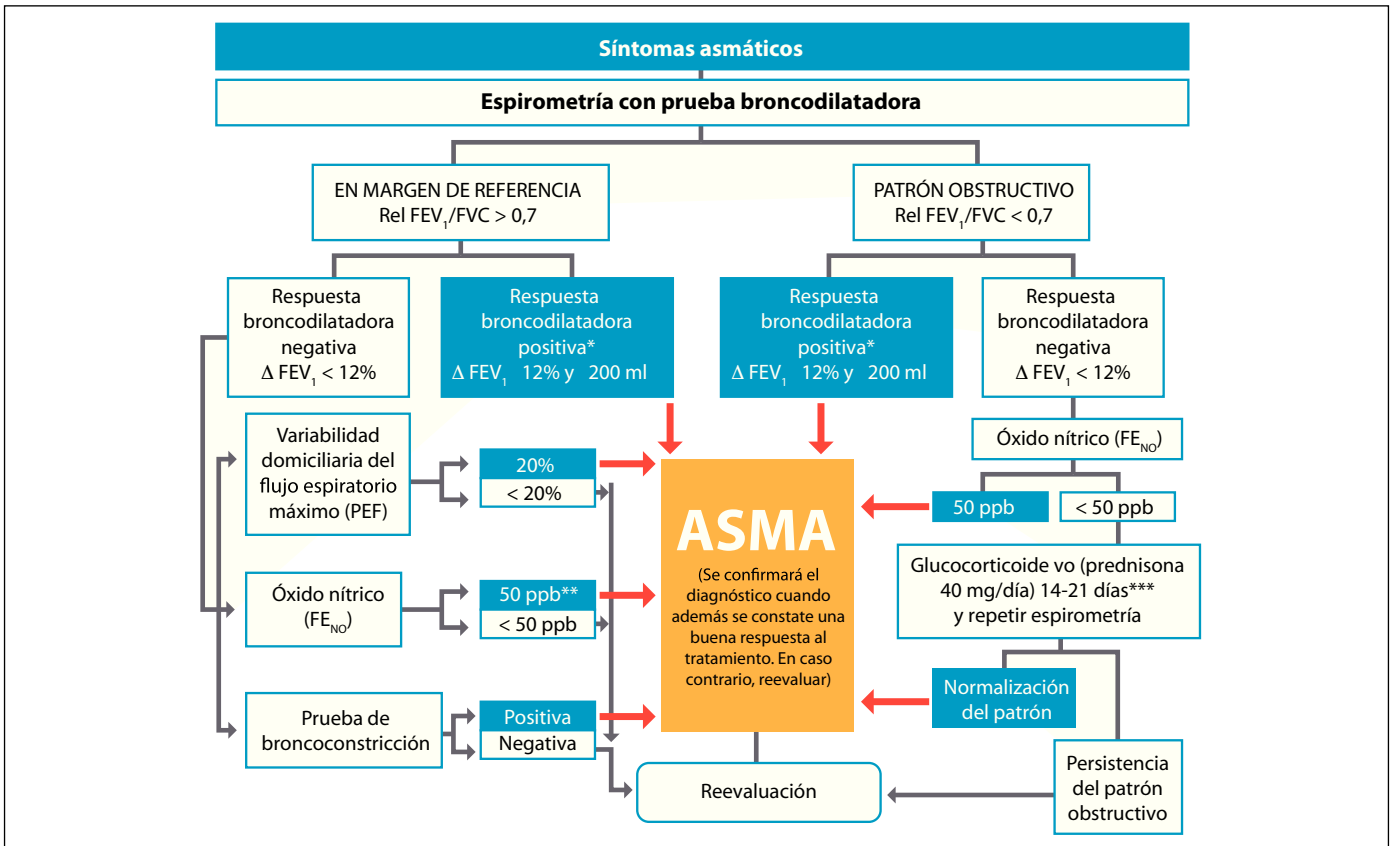 Síntomas asmáticos
Espirometría con prueba broncodilatadora
EN MARGEN DE REFERENCIA
Rel FEV₁/FVC > 0,7
PATRÓN OBSTRUCTIVO
Rel FEV₁/FVC < 0,7
Respuesta
broncodilatadora
negativa
Δ FEV₁ < 12%
Respuesta
broncodilatadora
positiva*
Δ FEV₁ 12% y 200 ml
Respuesta
broncodilatadora
positiva*
Δ FEV₁ 12% y 200 ml
Respuesta
broncodilatadora
negativa
Δ FEV₁ < 12%
Variabilidad
domiciliaria del
flujo espiratorio
máximo (PEF)
20%
< 20%
Óxido nítrico
(FE_NO)
50 ppb**
< 50 ppb
Prueba de
broncoconstricción
Positiva
Negativa
ASMA
(Se confirmará el
diagnóstico cuando
además se constate una
buena respuesta al
tratamiento. En caso
contrario, reevaluar)
Óxido nítrico (FE_NO)
50 ppb
< 50 ppb
Glucocorticoide vo (prednisona
40 mg/día) 14-21 días***
y repetir espirometría
Normalización
del patrón
Persistencia
del patrón
obstructivo
Reevaluación